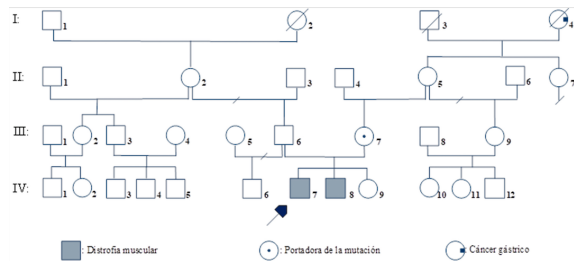 I:
1 2 3 4
II:
1 2 3 4 5 6 7
III:
1 2 3 4 5 6 7 8 9
IV:
1 2 3 4 5 6 7 8 9 10 11 12
: Distrofia muscular
: Portadora de la mutación
: Cáncer gástrico